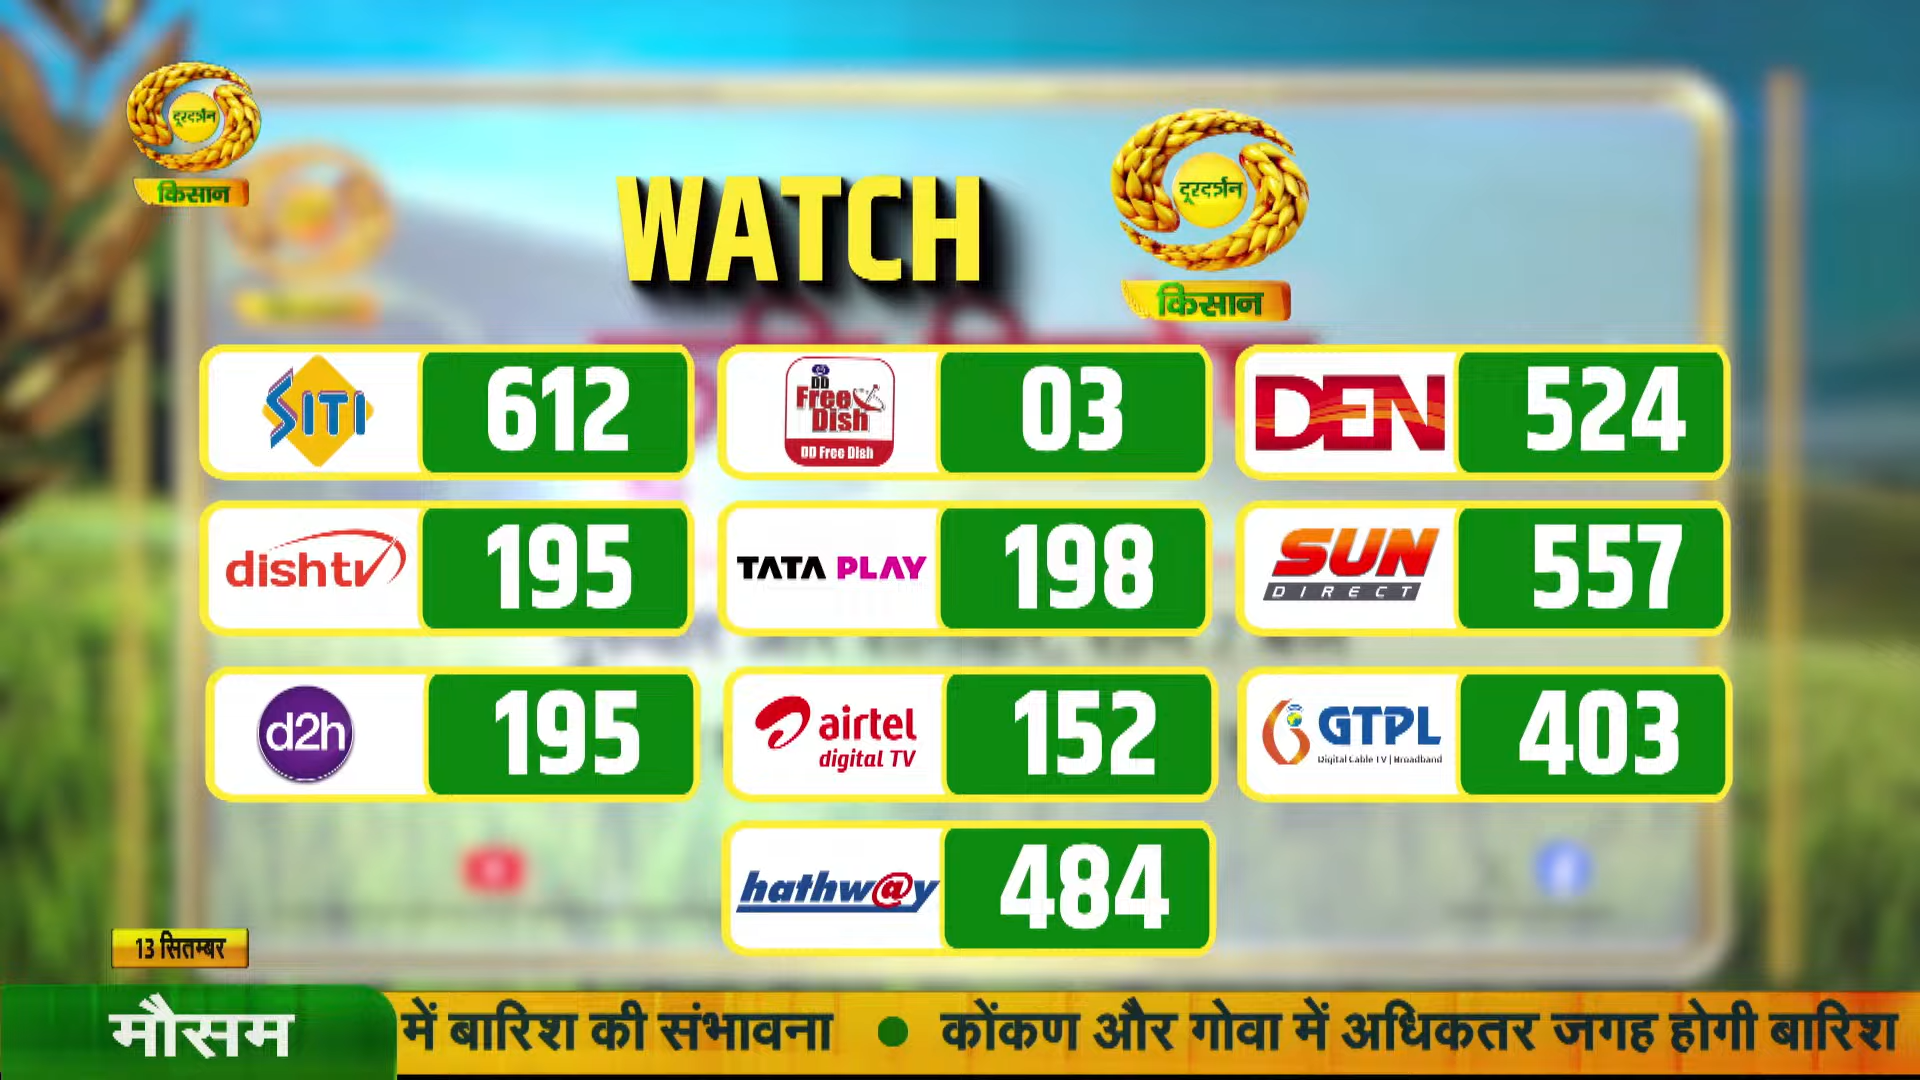 दूरदर्शन
किसान
WATCH
दूरदर्शन
किसान
SITI 612
DD Free Dish DD Free Dish 03
DEN 524
dishtv 195
TATA PLAY 198
SUN DIRECT 557
d2h 195
airtel digital TV 152
GTPL Digital Cable TV | Broadband 403
hathw@y 484
13 सितम्बर
मौसम में बारिश की संभावना ● कोंकण और गोवा में अधिकतर जगह होगी बारिश